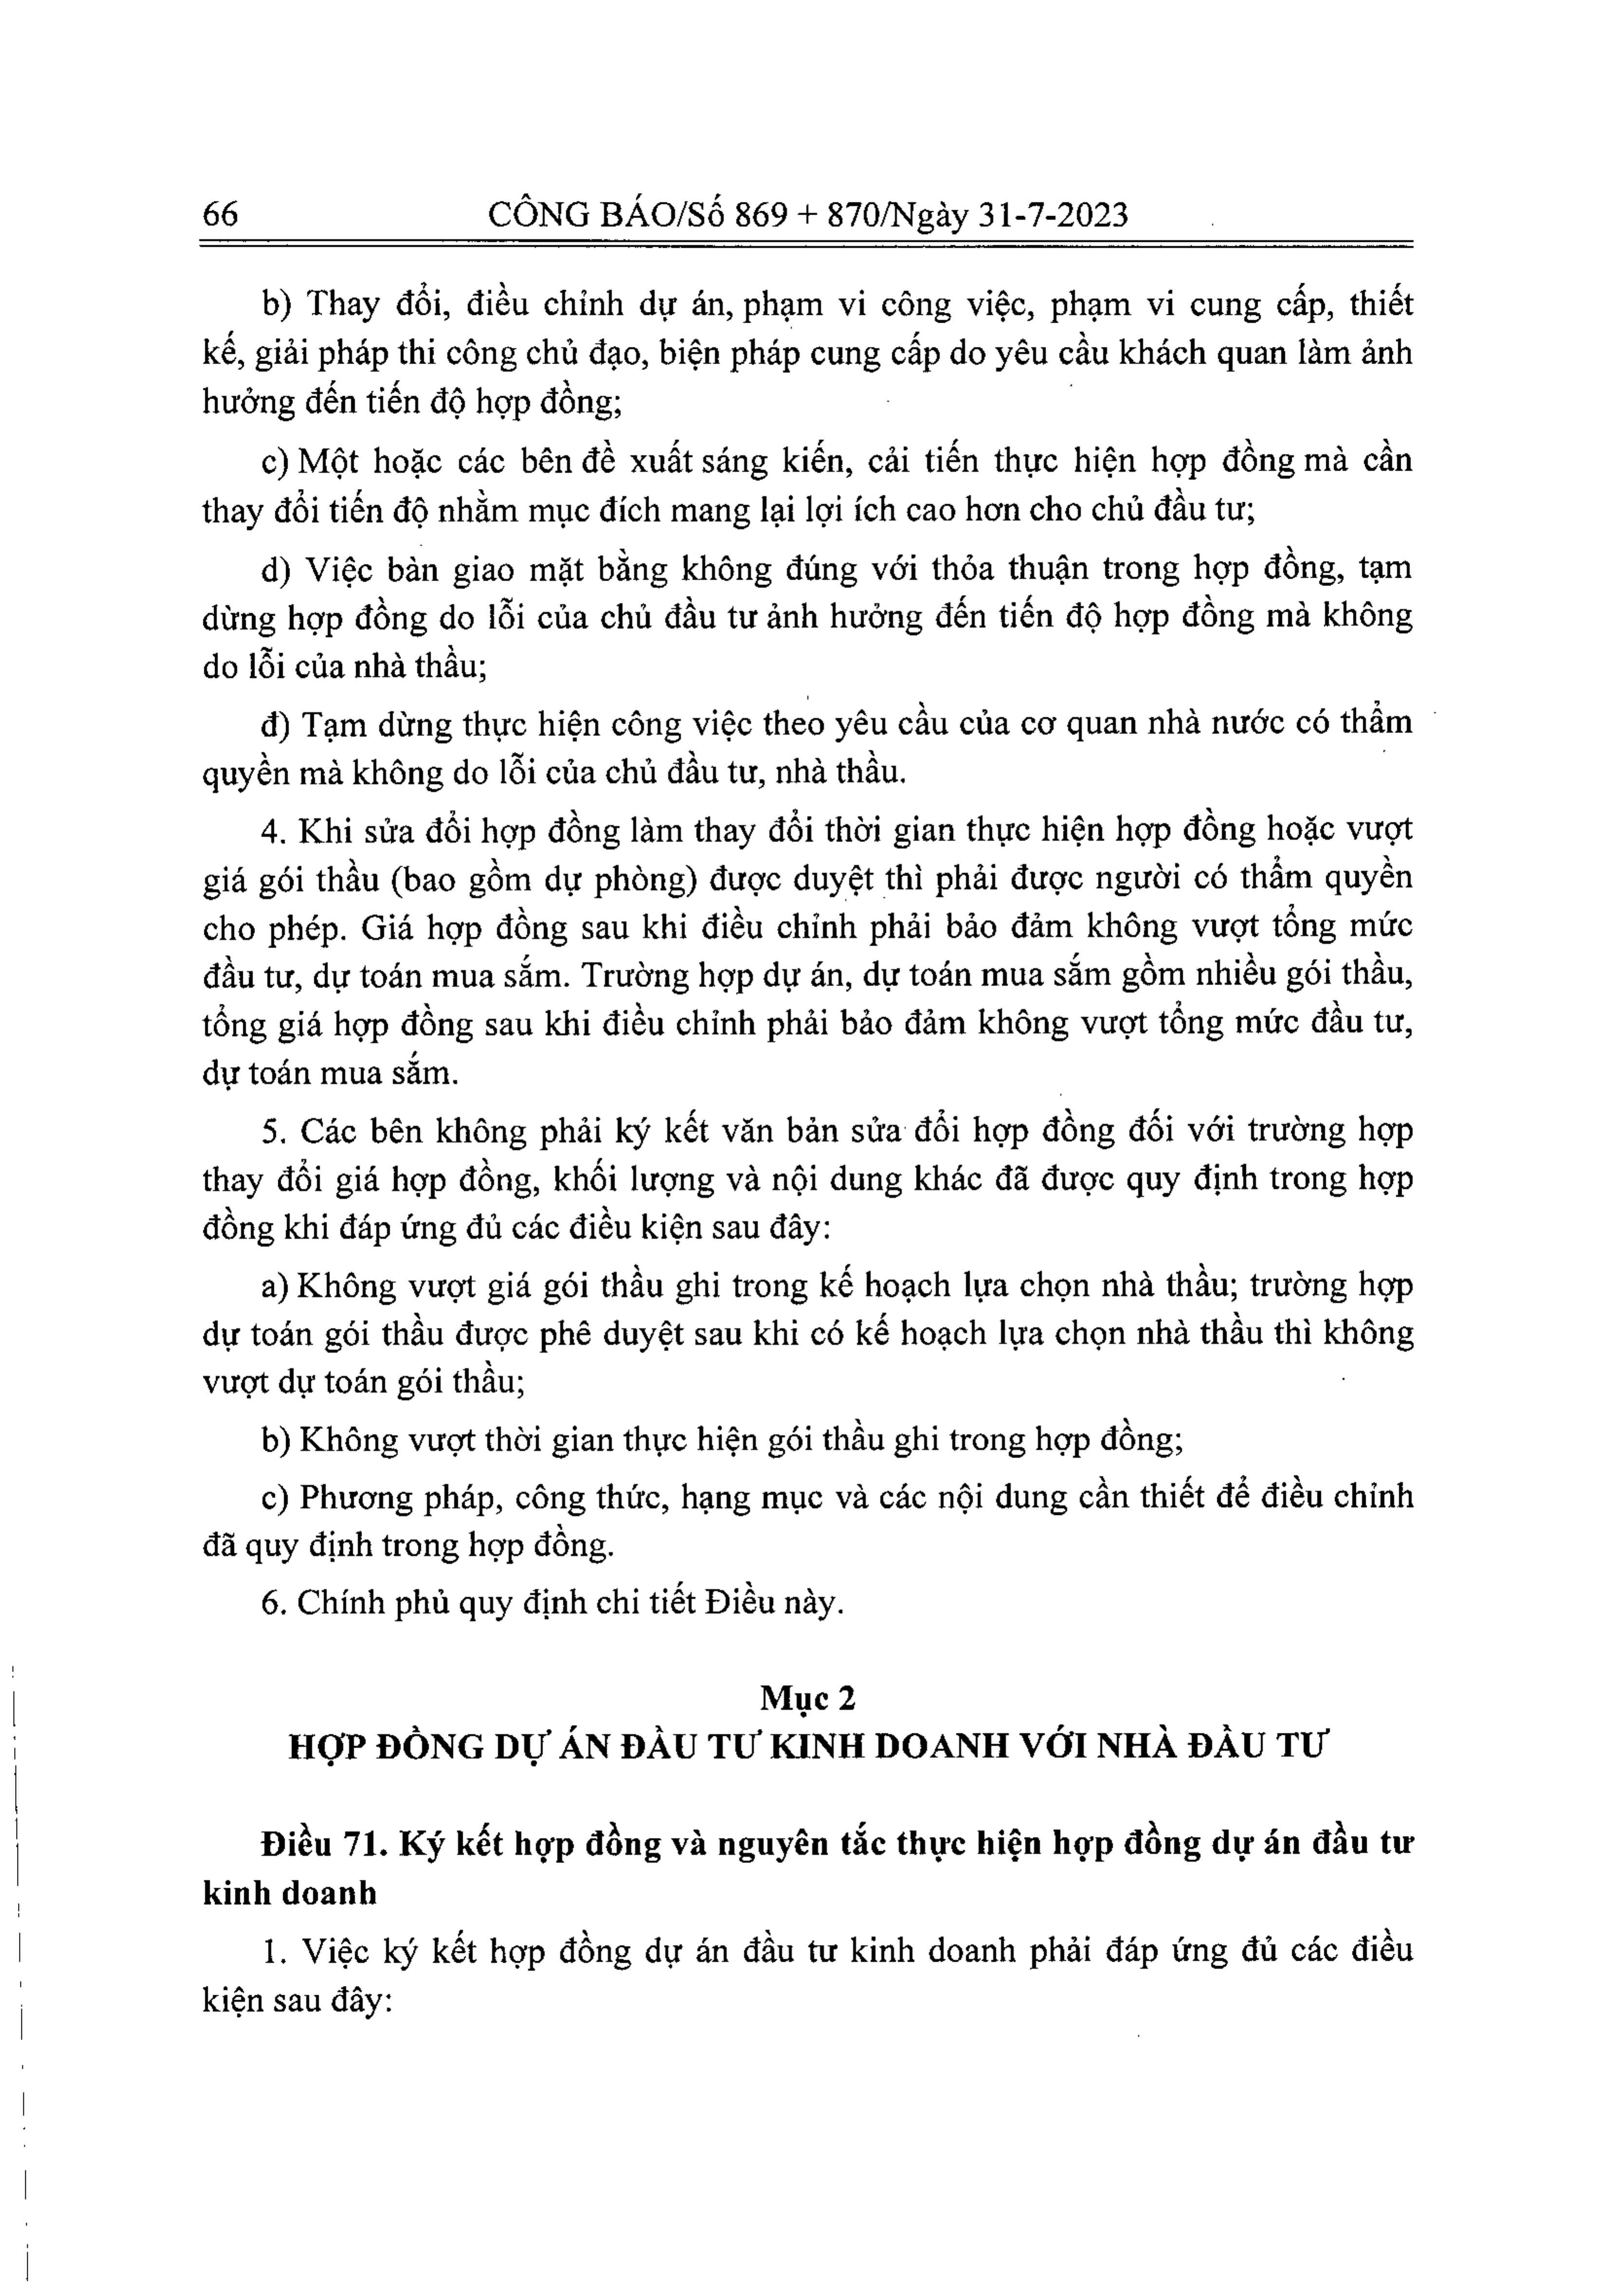 66 CÔNG BÁO/Số 869 + 870/Ngày 31-7-2023
b) Thay đổi, điều chỉnh dự án, phạm vi công việc, phạm vi cung cấp, thiết
kế, giải pháp thi công chủ đạo, biện pháp cung cấp do yêu cầu khách quan làm ảnh
hưởng đến tiến độ hợp đồng;
c) Một hoặc các bên đề xuất sáng kiến, cải tiến thực hiện hợp đồng mà cần
thay đổi tiến độ nhằm mục đích mang lại lợi ích cao hơn cho chủ đầu tư;
d) Việc bàn giao mặt bằng không đúng với thỏa thuận trong hợp đồng, tạm
dừng hợp đồng do lỗi của chủ đầu tư ảnh hưởng đến tiến độ hợp đồng mà không
do lỗi của nhà thầu;
đ) Tạm dừng thực hiện công việc theo yêu cầu của cơ quan nhà nước có thẩm
quyền mà không do lỗi của chủ đầu tư, nhà thầu.
4. Khi sửa đổi hợp đồng làm thay đổi thời gian thực hiện hợp đồng hoặc vượt
giá gói thầu (bao gồm dự phòng) được duyệt thì phải được người có thẩm quyền
cho phép. Giá hợp đồng sau khi điều chỉnh phải bảo đảm không vượt tổng mức
đầu tư, dự toán mua sắm. Trường hợp dự án, dự toán mua sắm gồm nhiều gói thầu,
tổng giá hợp đồng sau khi điều chỉnh phải bảo đảm không vượt tổng mức đầu tư,
dự toán mua sắm.
5. Các bên không phải ký kết văn bản sửa đổi hợp đồng đối với trường hợp
thay đổi giá hợp đồng, khối lượng và nội dung khác đã được quy định trong hợp
đồng khi đáp ứng đủ các điều kiện sau đây:
a) Không vượt giá gói thầu ghi trong kế hoạch lựa chọn nhà thầu; trường hợp
dự toán gói thầu được phê duyệt sau khi có kế hoạch lựa chọn nhà thầu thì không
vượt dự toán gói thầu;
b) Không vượt thời gian thực hiện gói thầu ghi trong hợp đồng;
c) Phương pháp, công thức, hạng mục và các nội dung cần thiết để điều chỉnh
đã quy định trong hợp đồng.
6. Chính phủ quy định chi tiết Điều này.
Mục 2
HỢP ĐỒNG DỰ ÁN ĐẦU TƯ KINH DOANH VỚI NHÀ ĐẦU TƯ
Điều 71. Ký kết hợp đồng và nguyên tắc thực hiện hợp đồng dự án đầu tư
kinh doanh
1. Việc ký kết hợp đồng dự án đầu tư kinh doanh phải đáp ứng đủ các điều
kiện sau đây: